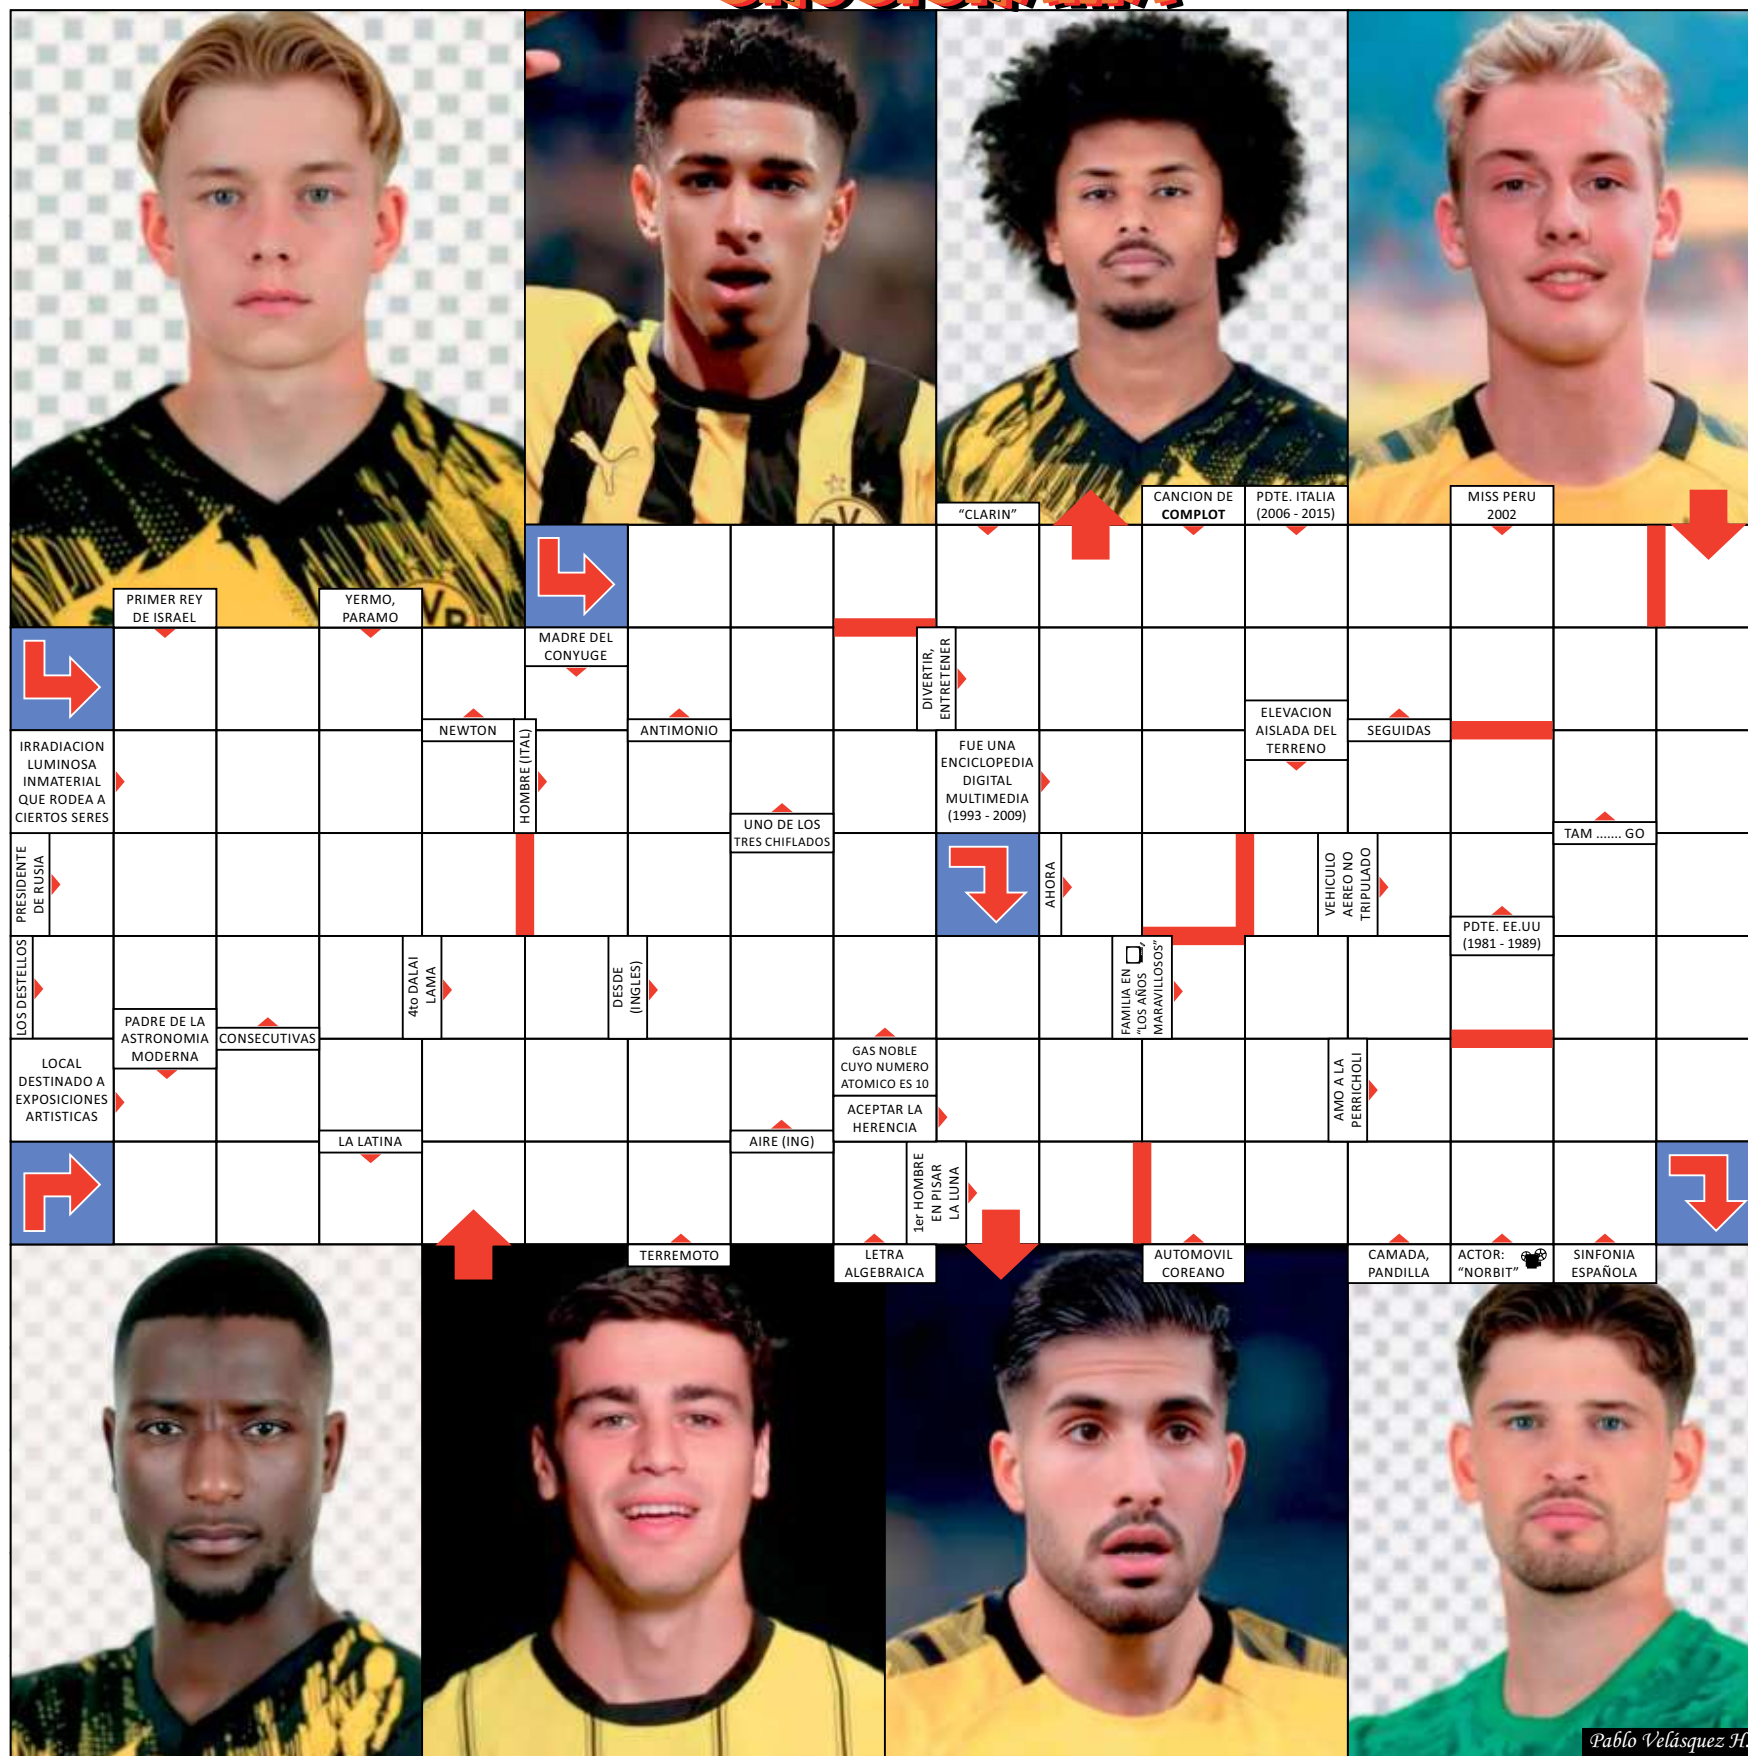 "CLARIN"
CANCION DE
COMPLOT
PDTE. ITALIA
(2006 - 2015)
MISS PERU
2002
PRIMER REY
DE ISRAEL
YERMO,
PARAMO
MADRE DEL
CONYUGE
DIVERTIR,
ENTRETENER
NEWTON
ANTIMONIO
ELEVACION
AISLADA DEL
TERRENO
SEGUIDAS
IRRADIACION
LUMINOSA
INMATERIAL
QUE RODEA A
CIERTOS SERES
HOMBRE (ITAL)
FUE UNA
ENCICLOPEDIA
DIGITAL
MULTIMEDIA
(1993 - 2009)
UNO DE LOS
TRES CHIFLADOS
TAM ....... GO
PRESIDENTE
DE RUSIA
AHORA
VEHICULO
AEREO NO
TRIPULADO
PDTE. EE.UU
(1981 - 1989)
LOS DESTELLOS
4to DALAI
LAMA
DESDE
(INGLES)
FAMILIA EN
"LOS AÑOS
MARAVILLOSOS"
PADRE DE LA
ASTRONOMIA
MODERNA
CONSECUTIVAS
LOCAL
DESTINADO A
EXPOSICIONES
ARTISTICAS
GAS NOBLE
CUYO NUMERO
ATOMICO ES 10
ACEPTAR LA
HERENCIA
AMO A LA
PERRICHOLI
LA LATINA
AIRE (ING)
1er HOMBRE
EN PISAR
LA LUNA
TERREMOTO
LETRA
ALGEBRAICA
AUTOMOVIL
COREANO
CAMADA,
PANDILLA
ACTOR:
"NORBIT"
SINFONIA
ESPAÑOLA
Pablo Velásquez H.